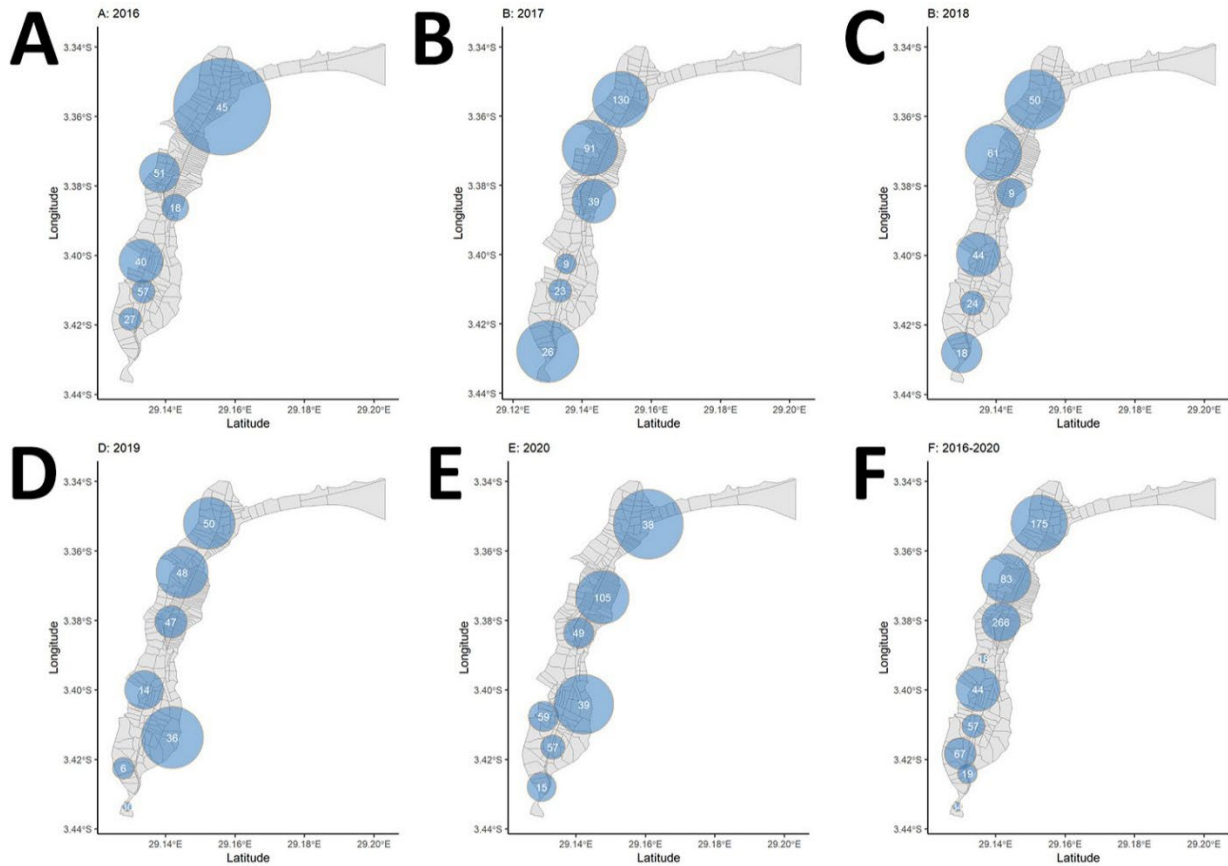 A
A: 2016
3.34°S
3.36°S
3.38°S
3.40°S
3.42°S
3.44°S
Longitude
45
51
18
40
57
27
29.14°E 29.16°E 29.18°E 29.20°E
Latitude
B
B: 2017
3.34°S
3.36°S
3.38°S
3.40°S
3.42°S
3.44°S
Longitude
130
91
39
9
23
26
29.12°E 29.14°E 29.16°E 29.18°E 29.20°E
Latitude
C
B: 2018
3.34°S
3.36°S
3.38°S
3.40°S
3.42°S
3.44°S
Longitude
50
61
9
44
24
18
29.14°E 29.16°E 29.18°E 29.20°E
Latitude
D
D: 2019
3.34°S
3.36°S
3.38°S
3.40°S
3.42°S
3.44°S
Longitude
50
48
47
14
36
6
29.14°E 29.16°E 29.18°E 29.20°E
Latitude
E
E: 2020
3.34°S
3.36°S
3.38°S
3.40°S
3.42°S
3.44°S
Longitude
38
105
49
39
59
57
15
29.14°E 29.16°E 29.18°E 29.20°E
Latitude
F
F: 2016-2020
3.34°S
3.36°S
3.38°S
3.40°S
3.42°S
3.44°S
Longitude
175
83
266
44
57
67
19
29.14°E 29.16°E 29.18°E 29.20°E
Latitude